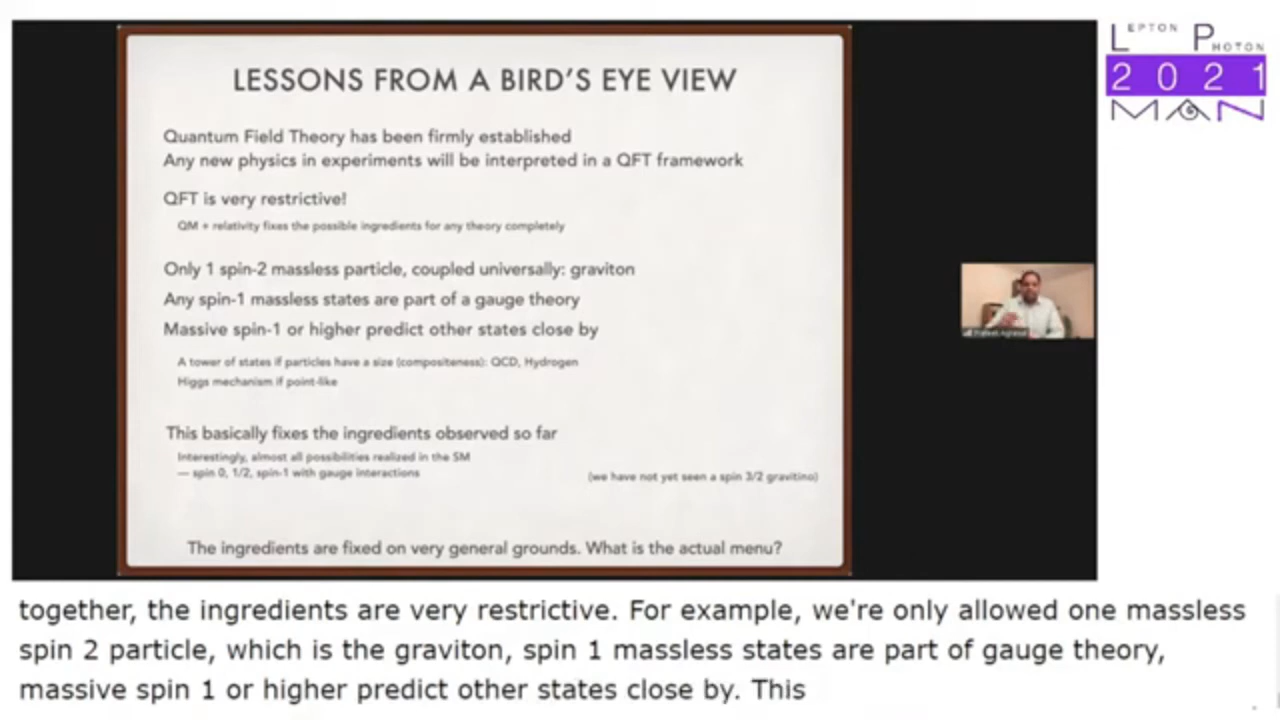 LESSONS FROM A BIRD'S EYE VIEW
Quantum Field Theory has been firmly established
Any new physics in experiments will be interpreted in a QFT framework
QFT is very restrictive!
QM + relativity fixes the possible ingredients for any theory completely
Only 1 spin-2 massless particle, coupled universally: graviton
Any spin-1 massless states are part of a gauge theory
Massive spin-1 or higher predict other states close by
A tower of states if particles have a size (compositeness): QCD, Hydrogen
Higgs mechanism if point-like
This basically fixes the ingredients observed so far
Interestingly, almost all possibilities realized in the SM
— spin 0, 1/2, spin-1 with gauge interactions
(we have not yet seen a spin 3/2 gravitino)
The ingredients are fixed on very general grounds. What is the actual menu?
LEPTON PHOTON
2021
MAN
together, the ingredients are very restrictive. For example, we're only allowed one massless
spin 2 particle, which is the graviton, spin 1 massless states are part of gauge theory,
massive spin 1 or higher predict other states close by. This